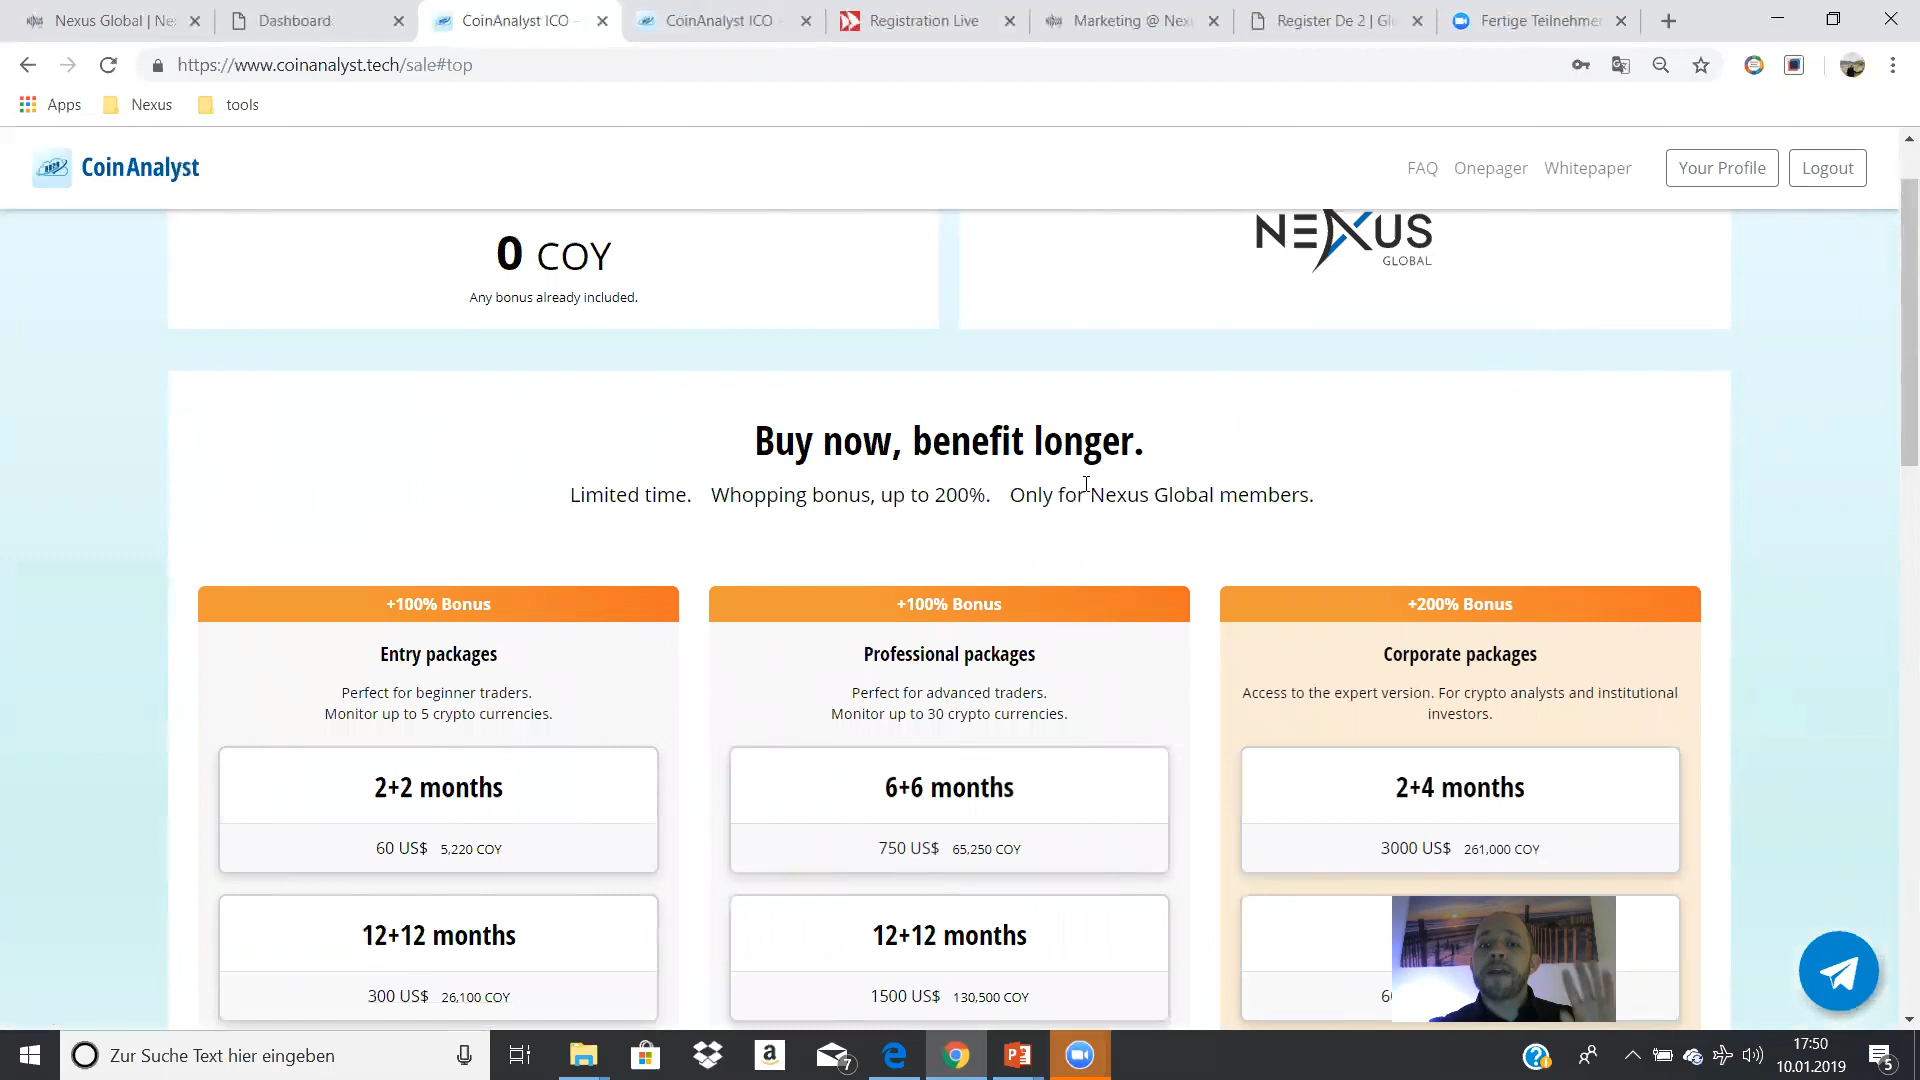 Nexus Global | Ne
Dashboard
CoinAnalyst ICO -
CoinAnalyst ICO -
Registration Live
Marketing @ Nexu
Register De 2 | Gl
Fertige Teilnehmer
https://www.coinanalyst.tech/sale#top
Apps
Nexus
tools
CoinAnalyst
FAQ
Onepager
Whitepaper
Your Profile
Logout
0 COY
Any bonus already included.
NEXUS
GLOBAL
Buy now, benefit longer.
Limited time. Whopping bonus, up to 200%. Only for Nexus Global members.
+100% Bonus
Entry packages
Perfect for beginner traders.
Monitor up to 5 crypto currencies.
2+2 months
60 US$ 5,220 COY
12+12 months
300 US$ 26,100 COY
+100% Bonus
Professional packages
Perfect for advanced traders.
Monitor up to 30 crypto currencies.
6+6 months
750 US$ 65,250 COY
12+12 months
1500 US$ 130,500 COY
+200% Bonus
Corporate packages
Access to the expert version. For crypto analysts and institutional
investors.
2+4 months
3000 US$ 261,000 COY
Zur Suche Text hier eingeben
7
17:50
10.01.2019
5